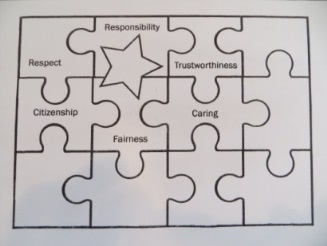 Responsibility
Respect
Trustworthiness
Citizenship
Caring
Fairness